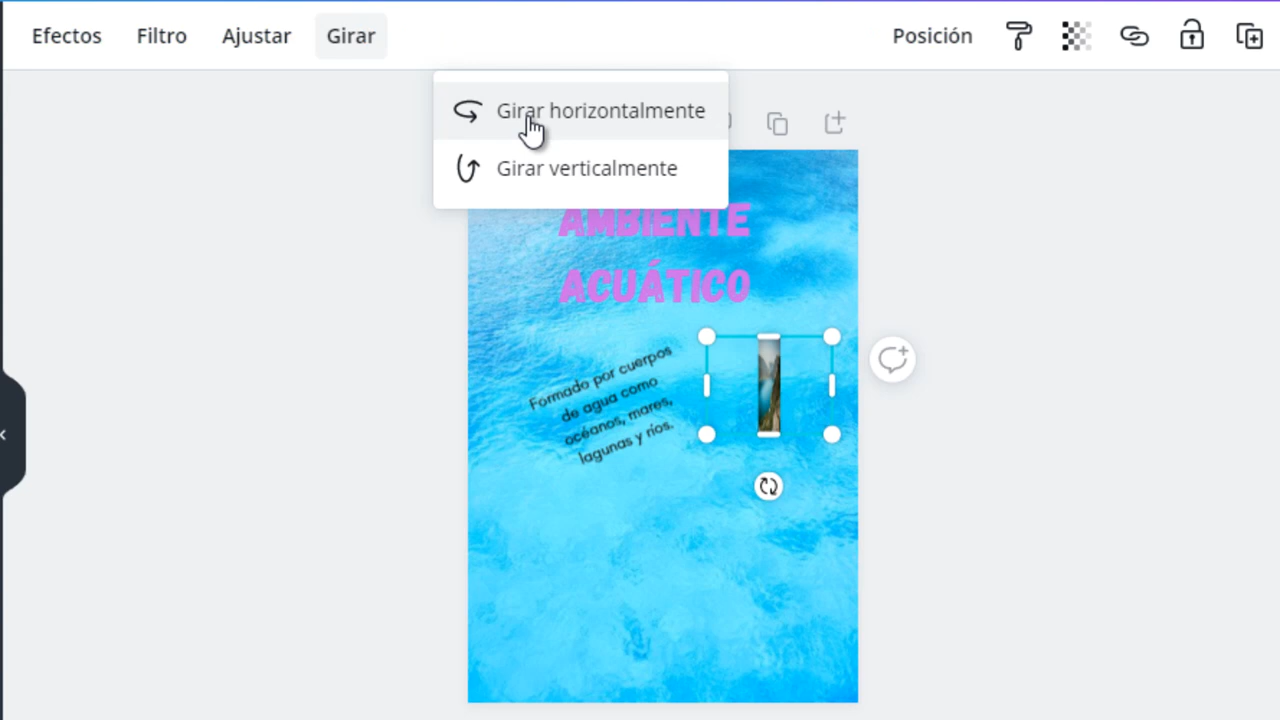 Efectos Filtro Ajustar Girar Posición
Girar horizontalmente
Girar verticalmente
AMBIENTE
ACUÁTICO
Formado por cuerpos
de agua como
océanos, mares,
lagunas y ríos.